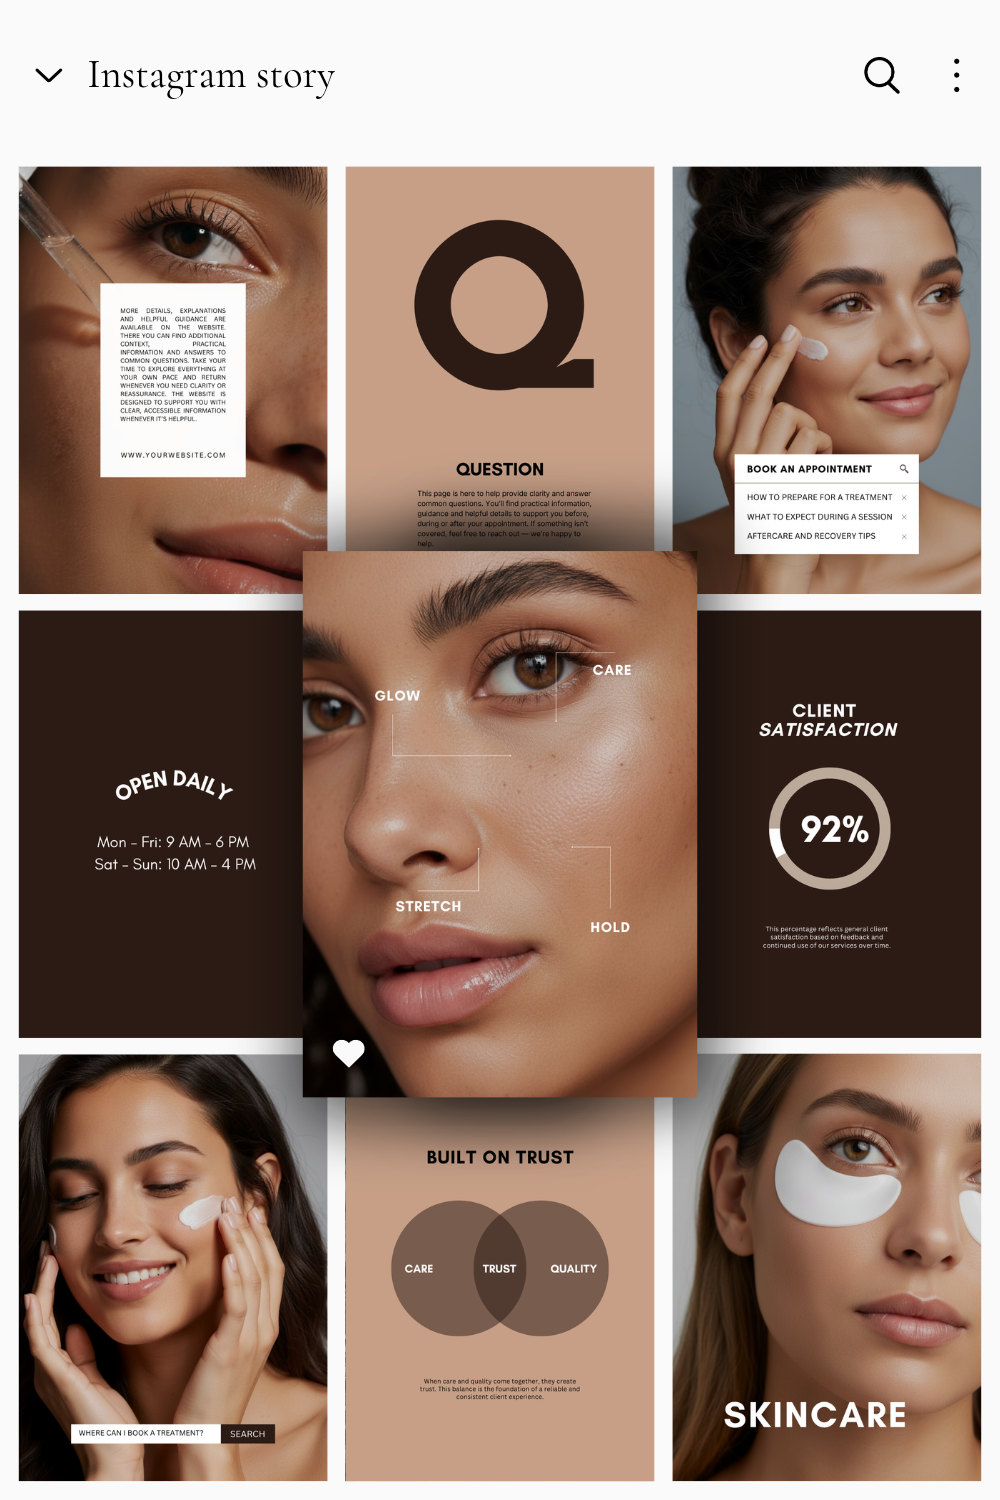 Instagram story
MORE DETAILS, EXPLANATIONS
AND HELPFUL GUIDANCE ARE
AVAILABLE ON THE WEBSITE.
THERE YOU CAN FIND ADDITIONAL
CONTEXT, PRACTICAL
INFORMATION AND ANSWERS TO
COMMON QUESTIONS. TAKE YOUR
TIME TO EXPLORE EVERYTHING AT
YOUR OWN PACE AND RETURN
WHENEVER YOU NEED CLARITY OR
REASSURANCE. THE WEBSITE IS
DESIGNED TO SUPPORT YOU WITH
CLEAR, ACCESSIBLE INFORMATION
WHENEVER IT'S HELPFUL.
WWW.YOURWEBSITE.COM
Q
QUESTION
This page is here to help provide clarity and answer
common questions. You'll find practical information,
guidance and helpful details to support you before,
during or after your appointment. If something isn't
covered, feel free to reach out — we're happy to
help.
BOOK AN APPOINTMENT
HOW TO PREPARE FOR A TREATMENT ×
WHAT TO EXPECT DURING A SESSION ×
AFTERCARE AND RECOVERY TIPS ×
OPEN DAILY
Mon - Fri: 9 AM - 6 PM
Sat - Sun: 10 AM - 4 PM
GLOW
CARE
STRETCH
HOLD
CLIENT
SATISFACTION
92%
This percentage reflects general client
satisfaction based on feedback and
continued use of our services over time.
WHERE CAN I BOOK A TREATMENT? SEARCH
BUILT ON TRUST
CARE TRUST QUALITY
When care and quality come together, they create
trust. This balance is the foundation of a reliable and
consistent client experience.
SKINCARE